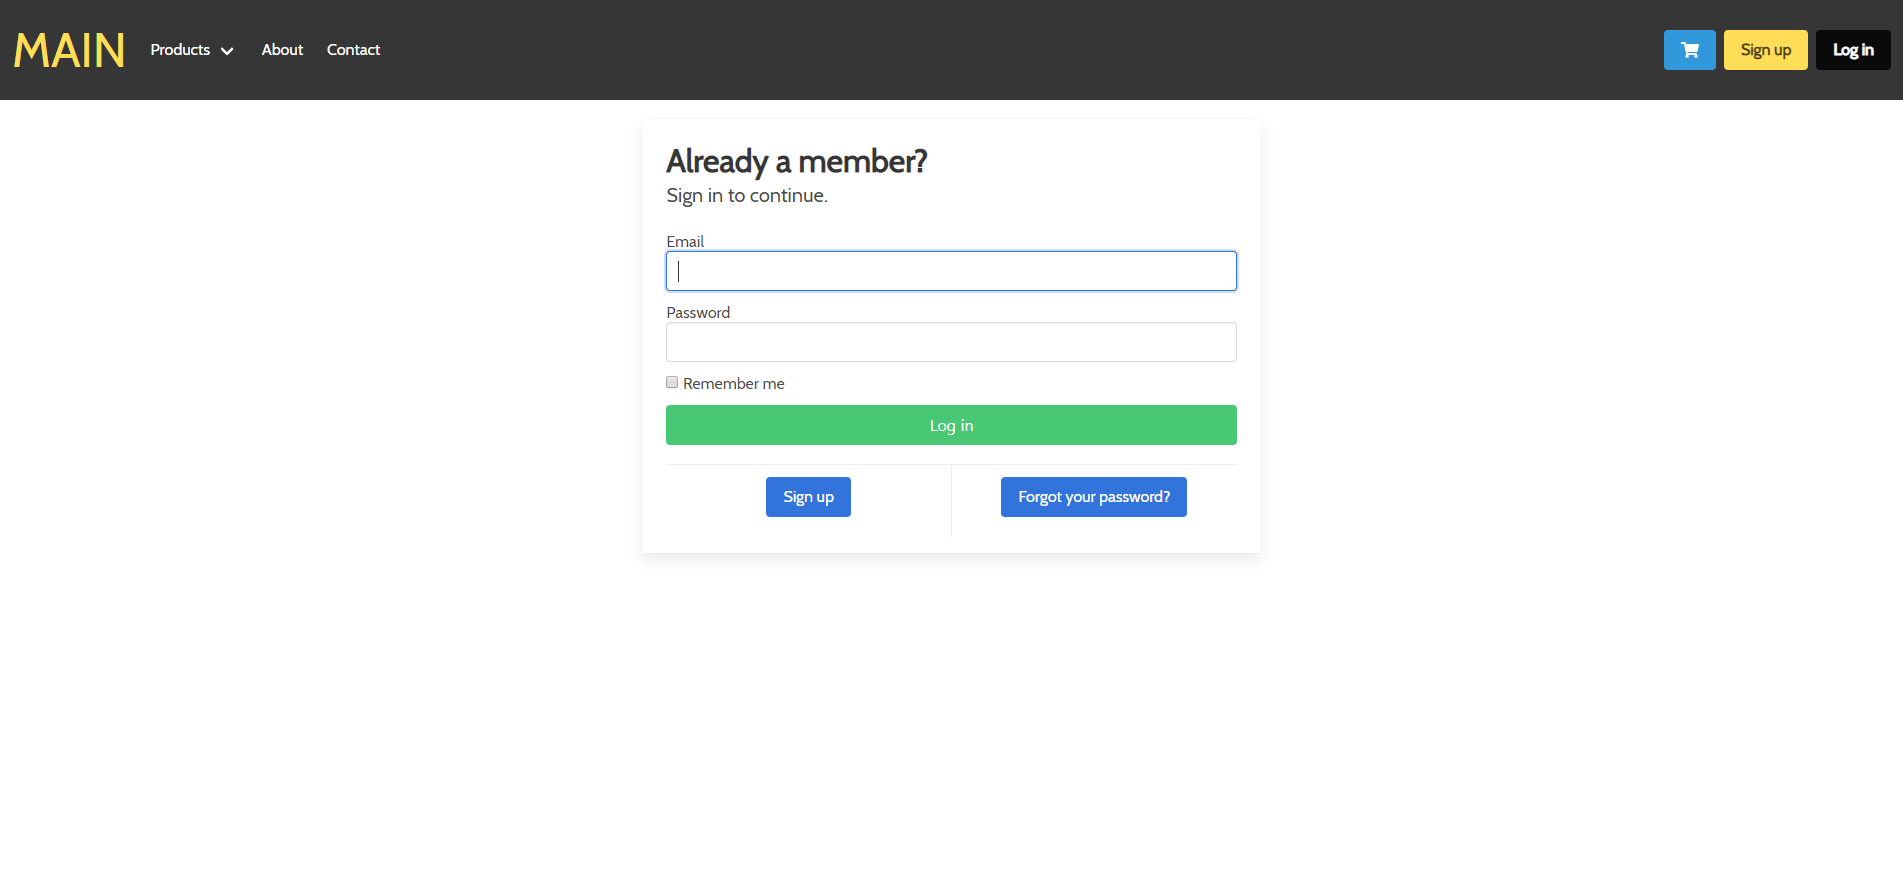 MAIN Products About Contact Sign up Log in
Already a member?
Sign in to continue.
Email
Password
Remember me
Log in
Sign up Forgot your password?